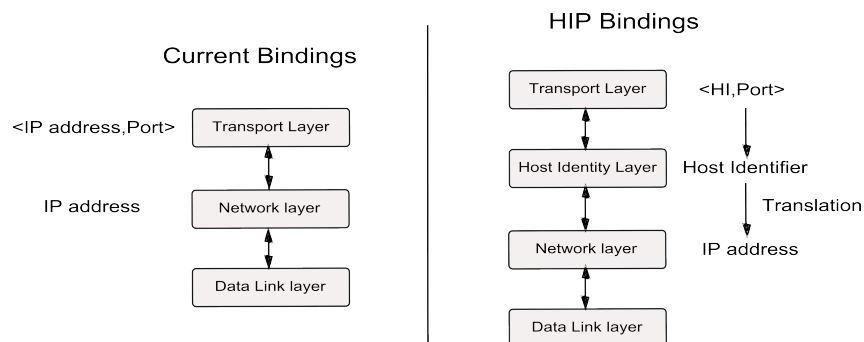 Current Bindings
<IP address,Port>
Transport Layer
IP address
Network layer
Data Link layer
HIP Bindings
Transport Layer
<HI,Port>
Host Identity Layer
Host Identifier
Translation
Network layer
IP address
Data Link layer